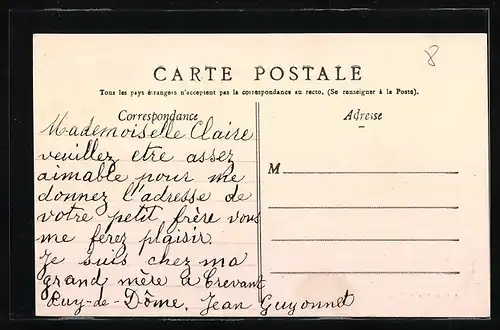 8
CARTE POSTALE
Tous les pays étrangers n'acceptent pas la correspondance au recto. (Se renseigner à la Poste).
Correspondance
Adresse
M
Mademoiselle Claire
veuillez etre assez
aimable pour me
donnez l'adresse de
votre petit frère vous
me ferez plaisir.
Je suis chez ma
grand mère a Crevant
Puy-de-Dôme. Jean Guyonnet